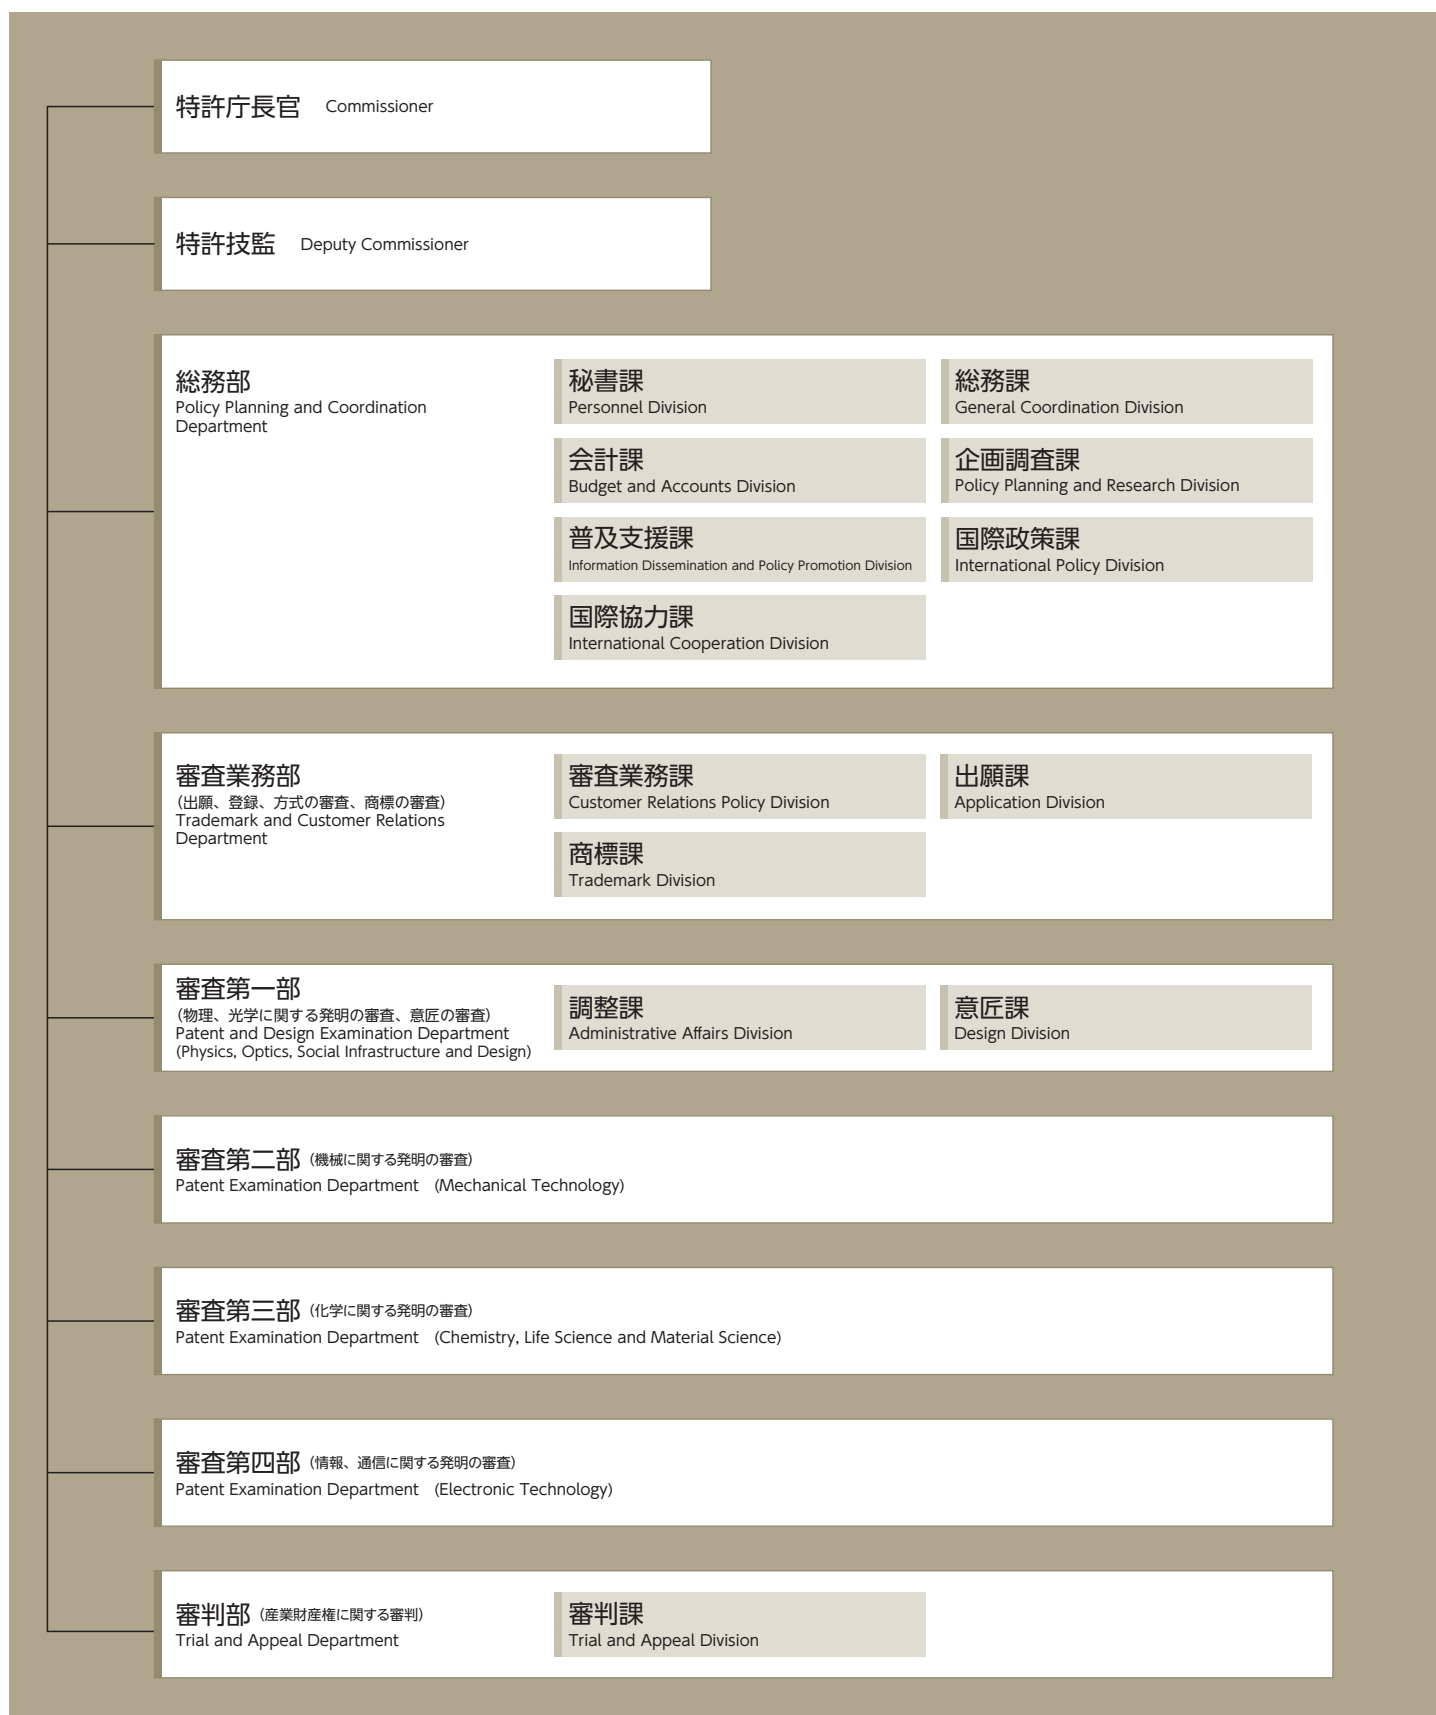 特許庁長官 Commissioner
特許技監 Deputy Commissioner
総務部
Policy Planning and Coordination
Department
秘書課
Personnel Division
総務課
General Coordination Division
会計課
Budget and Accounts Division
企画調査課
Policy Planning and Research Division
普及支援課
Information Dissemination and Policy Promotion Division
国際政策課
International Policy Division
国際協力課
International Cooperation Division
審査業務部
（出願、登録、方式の審査、商標の審査）
Trademark and Customer Relations
Department
審査業務課
Customer Relations Policy Division
出願課
Application Division
商標課
Trademark Division
審査第一部
（物理、光学に関する発明の審査、意匠の審査）
Patent and Design Examination Department
(Physics, Optics, Social Infrastructure and Design)
調整課
Administrative Affairs Division
意匠課
Design Division
審査第二部（機械に関する発明の審査）
Patent Examination Department (Mechanical Technology)
審査第三部（化学に関する発明の審査）
Patent Examination Department (Chemistry, Life Science and Material Science)
審査第四部（情報、通信に関する発明の審査）
Patent Examination Department (Electronic Technology)
審判部（産業財産権に関する審判）
Trial and Appeal Department
審判課
Trial and Appeal Division